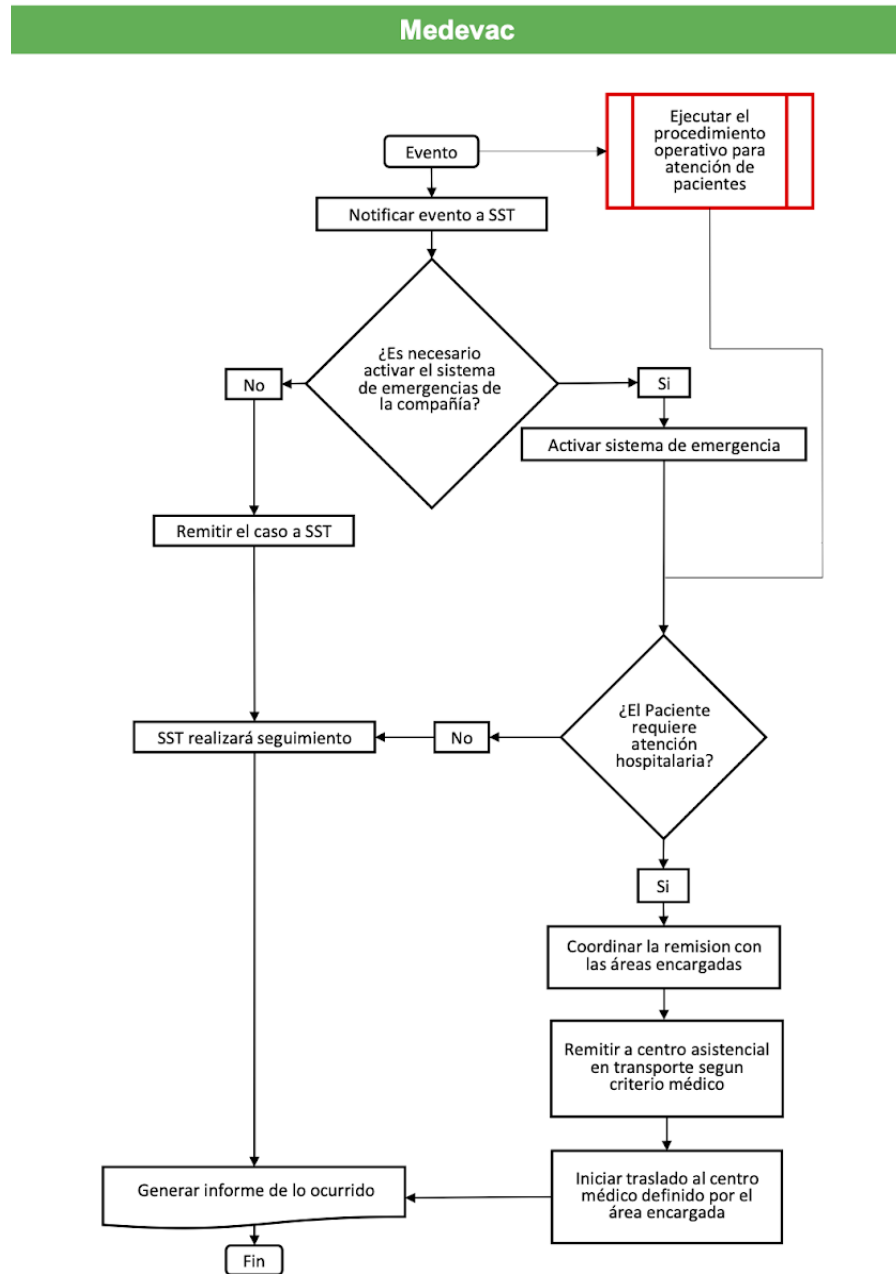 Medevac
Ejecutar el
procedimiento
operativo para
atención de
pacientes
Evento
Notificar evento a SST
¿Es necesario
activar el sistema
de emergencias de
la compañía?
No
Si
Activar sistema de emergencia
Remitir el caso a SST
¿El Paciente
requiere
atención
hospitalaria?
SST realizará seguimiento
No
Si
Coordinar la remision con
las áreas encargadas
Remitir a centro asistencial
en transporte segun
criterio médico
Iniciar traslado al centro
médico definido por el
área encargada
Generar informe de lo ocurrido
Fin